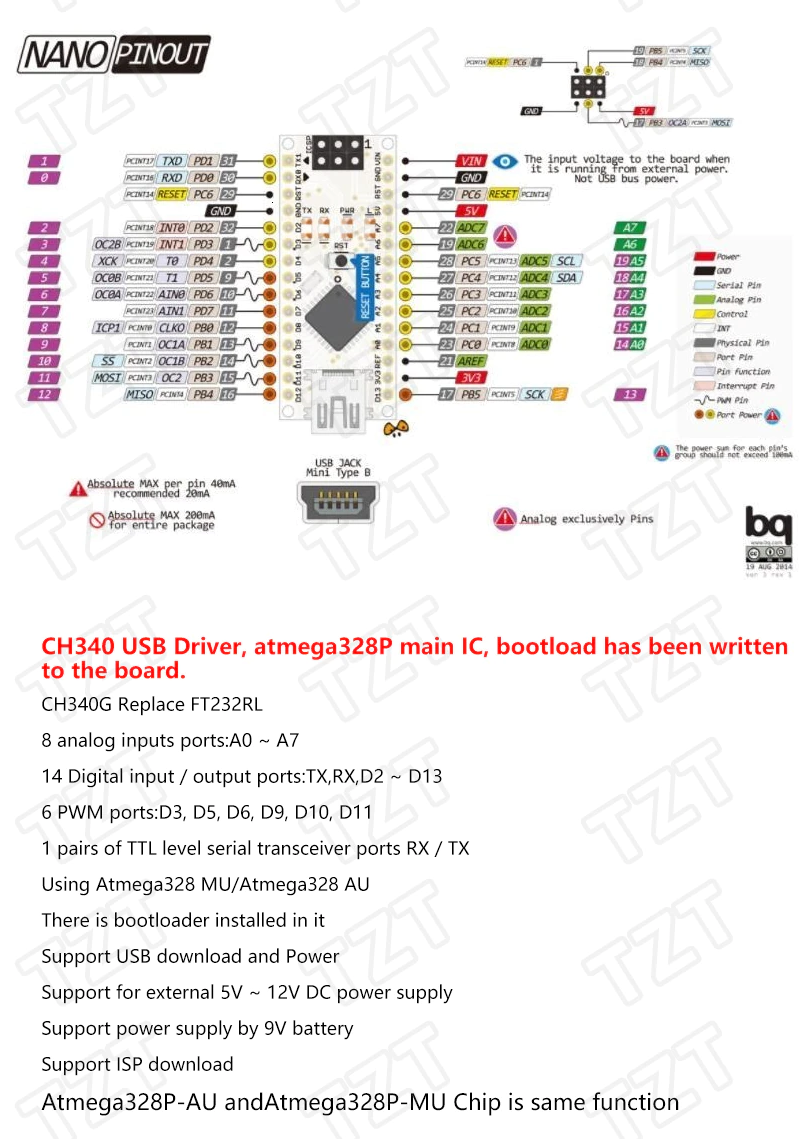 NANO PINOUT
19 PB5 PCINT5 SCK
PCINT14 RESET PC6 1
18 PB4 PCINT4 MISO
GND
5V
17 PB3 OC2A PCINT3 MOSI
ICSP 1
1 PCINT17 TXD PD1 31 TX1 VIN VIN
The input voltage to the board when
it is running from external power.
Not USB bus power.
0 PCINT16 RXD PD0 30 RX0 GND GND
PCINT14 RESET PC6 29 RST RST 29 PC6 RESET PCINT14
GND GND 5V 5V
2 PCINT18 INT0 PD2 32 D2 A7 22 ADC7 A7
3 OC2B PCINT19 INT1 PD3 1 D3 A6 19 ADC6 A6
4 XCK PCINT20 T0 PD4 2 D4 A5 28 PC5 PCINT13 ADC5 SCL 19 A5
5 OC0B PCINT21 T1 PD5 9 D5 A4 27 PC4 PCINT12 ADC4 SDA 18 A4
6 OC0A PCINT22 AIN0 PD6 10 D6 A3 26 PC3 PCINT11 ADC3 17 A3
7 PCINT23 AIN1 PD7 11 D7 A2 25 PC2 PCINT10 ADC2 16 A2
8 ICP1 PCINT0 CLKO PB0 12 D8 A1 24 PC1 PCINT9 ADC1 15 A1
9 PCINT1 OC1A PB1 13 D9 A0 23 PC0 PCINT8 ADC0 14 A0
10 SS PCINT2 OC1B PB2 14 D10 REF 21 AREF
11 MOSI PCINT3 OC2 PB3 15 D11 3V3 3V3
12 MISO PCINT4 PB4 16 D12 D13 17 PB5 PCINT5 SCK 13
TX RX PWR L
RST
RESET BUTTON
Power
GND
Serial Pin
Analog Pin
Control
INT
Physical Pin
Port Pin
Pin function
Interrupt Pin
PWM Pin
Port Power
The power sum for each pin's
group should not exceed 100mA
USB JACK
Mini Type B
Absolute MAX per pin 40mA
recommended 20mA
Absolute MAX 200mA
for entire package
Analog exclusively Pins
bq
www.bq.com
cc
19 AUG 2014
ver 3 rev 1
CH340 USB Driver, atmega328P main IC, bootload has been written
to the board.
CH340G Replace FT232RL
8 analog inputs ports:A0 ~ A7
14 Digital input / output ports:TX,RX,D2 ~ D13
6 PWM ports:D3, D5, D6, D9, D10, D11
1 pairs of TTL level serial transceiver ports RX / TX
Using Atmega328 MU/Atmega328 AU
There is bootloader installed in it
Support USB download and Power
Support for external 5V ~ 12V DC power supply
Support power supply by 9V battery
Support ISP download
Atmega328P-AU andAtmega328P-MU Chip is same function
TZT